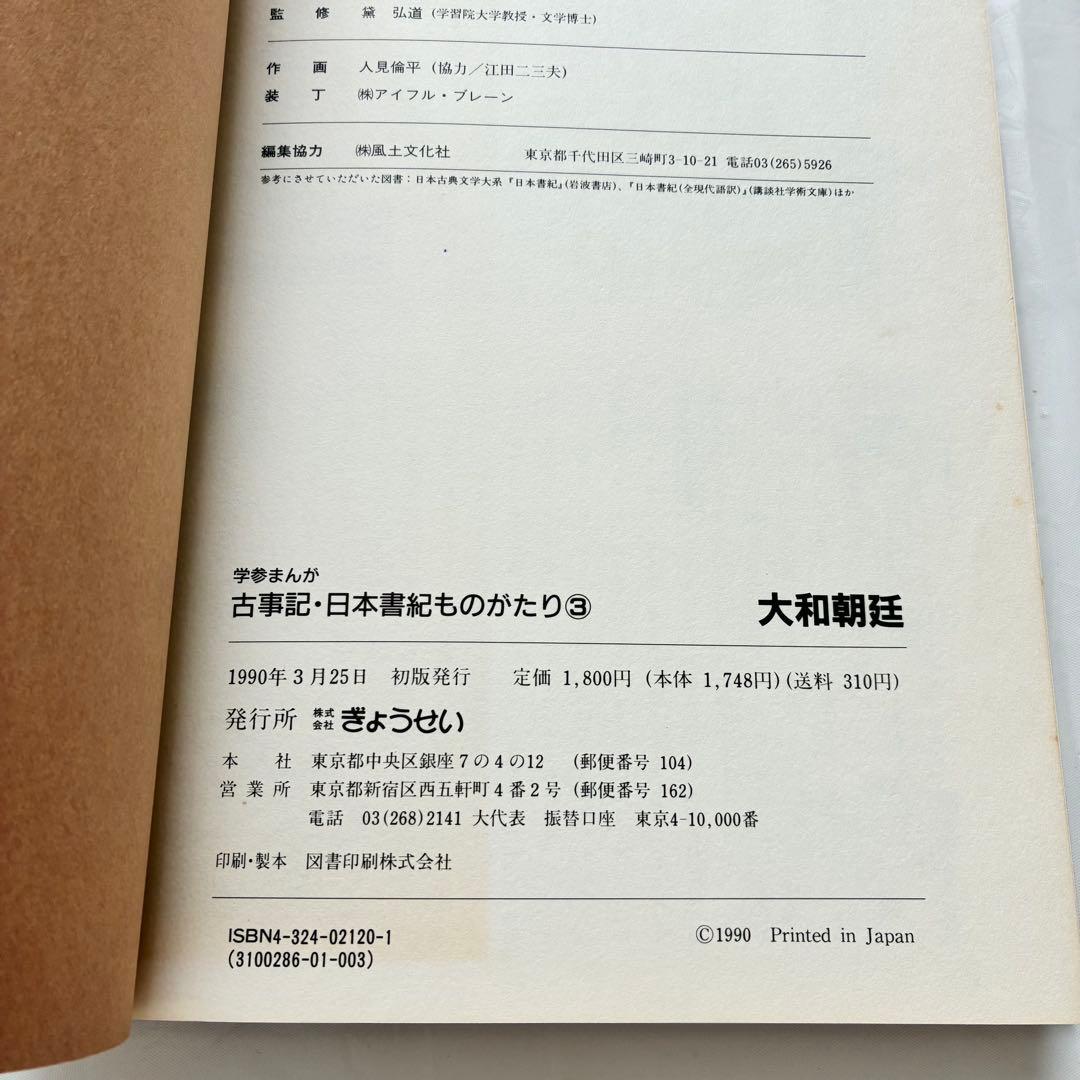 監修 黛 弘道 (学習院大学教授・文学博士)
作画 人見倫平 (協力／江田二三夫)
装丁 ㈱アイフル・ブレーン
編集協力 ㈱風土文化社 東京都千代田区三崎町3-10-21 電話03(265)5926
参考にさせていただいた図書：日本古典文学大系『日本書紀』(岩波書店)、『日本書紀(全現代語訳)』(講談社学術文庫)ほか
学参まんが
古事記・日本書紀ものがたり③ 大和朝廷
1990年3月25日 初版発行 定価 1,800円 (本体 1,748円)(送料 310円)
発行所 株式会社ぎょうせい
本社 東京都中央区銀座7の4の12 (郵便番号 104)
営業所 東京都新宿区西五軒町4番2号 (郵便番号 162)
電話 03(268)2141 大代表 振替口座 東京4-10,000番
印刷・製本 図書印刷株式会社
ISBN4-324-02120-1
(3100286-01-003)
©1990 Printed in Japan